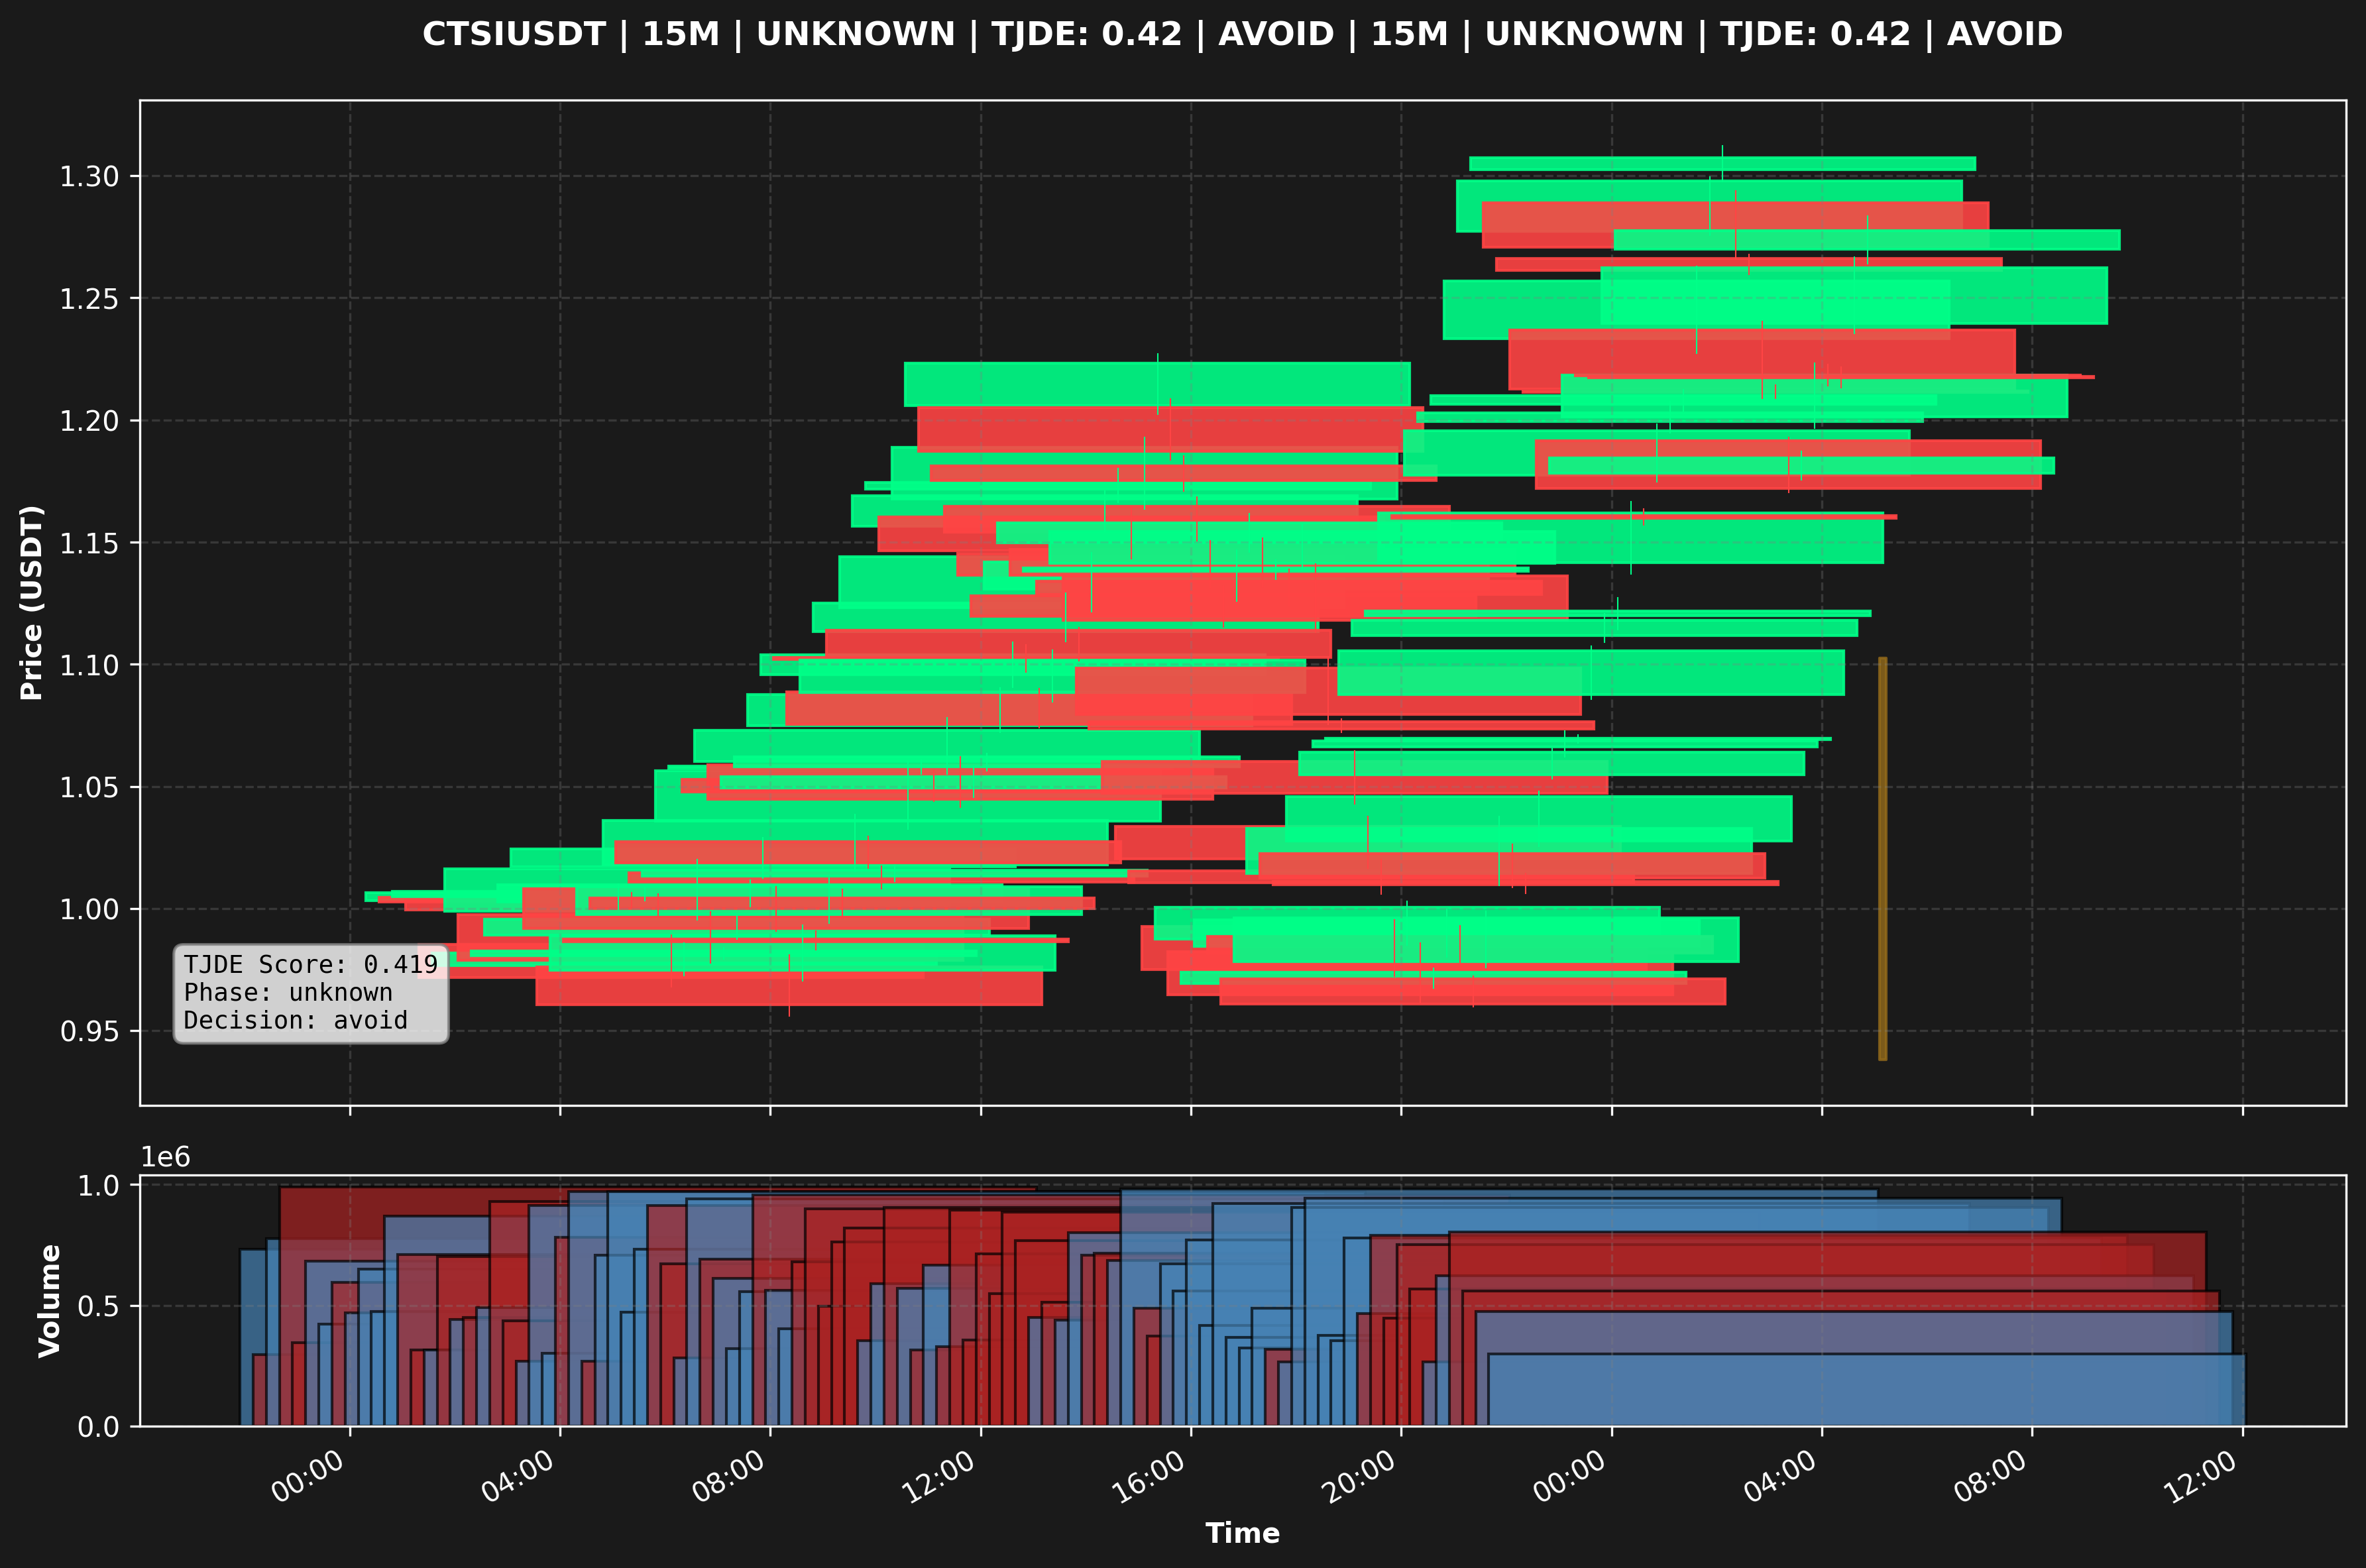 CTSIUSDT | 15M | UNKNOWN | TJDE: 0.42 | AVOID | 15M | UNKNOWN | TJDE: 0.42 | AVOID
Price (USDT)
1.30
1.25
1.20
1.15
1.10
1.05
1.00
0.95
TJDE Score: 0.419
Phase: unknown
Decision: avoid
1e6
Volume
1.0
0.5
0.0
00:00
04:00
08:00
12:00
16:00
20:00
00:00
04:00
08:00
12:00
Time